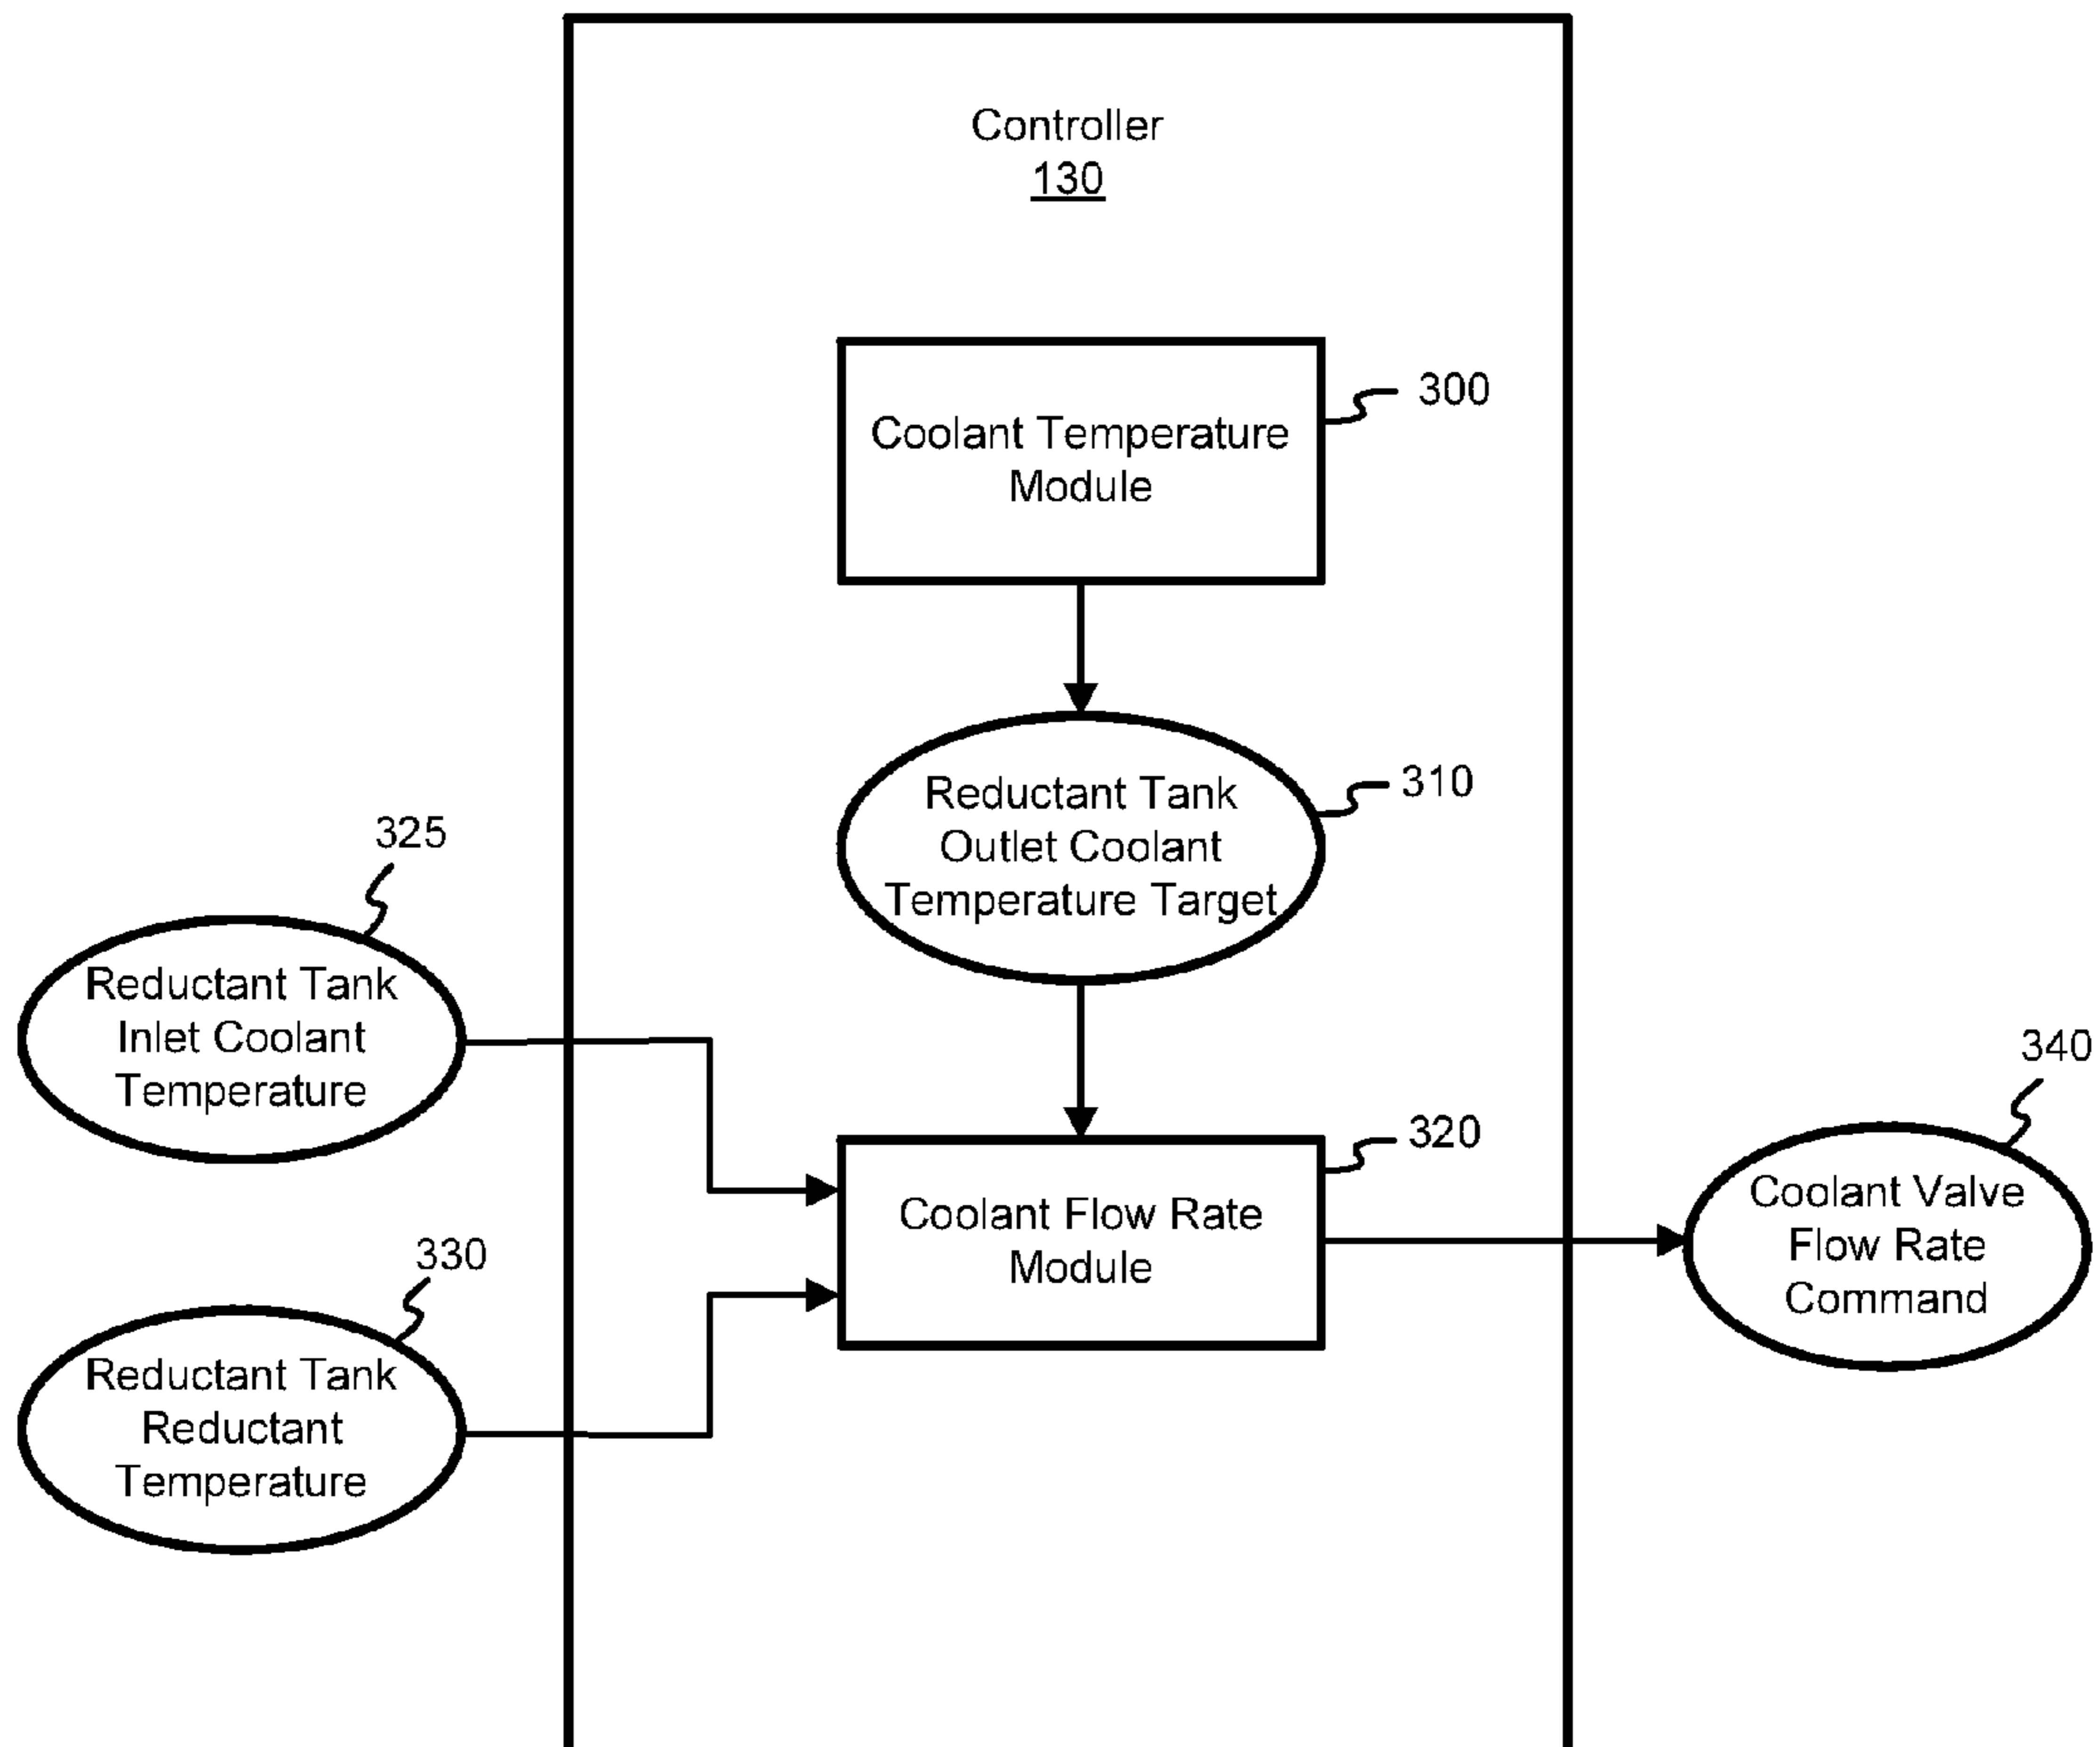 Controller
130
Coolant Temperature
Module
300
Reductant Tank
Outlet Coolant
Temperature Target
310
325
Reductant Tank
Inlet Coolant
Temperature
330
Reductant Tank
Reductant
Temperature
Coolant Flow Rate
Module
320
340
Coolant Valve
Flow Rate
Command